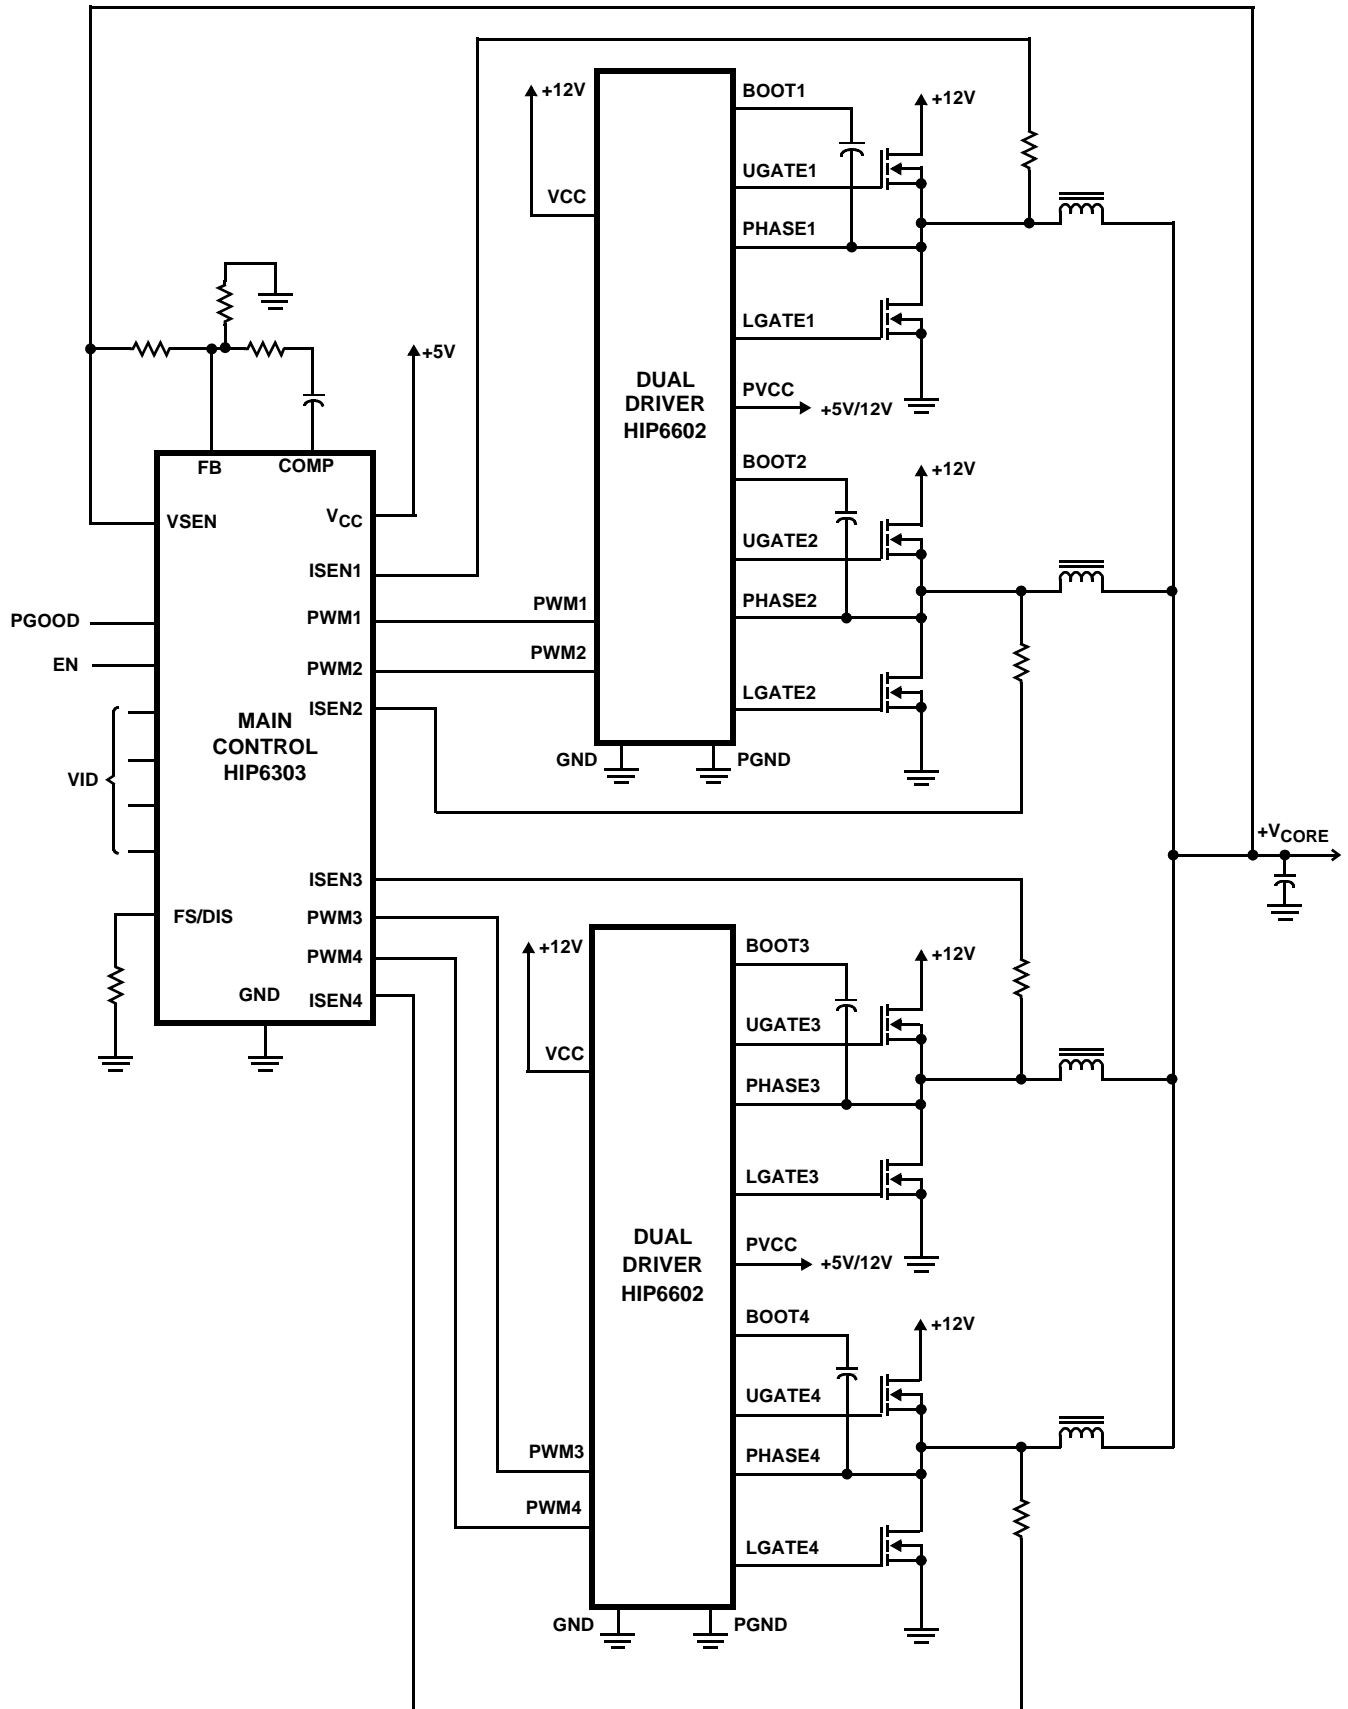 +12V
BOOT1
+12V
UGATE1
VCC
PHASE1
LGATE1
+5V
DUAL
DRIVER
HIP6602
PVCC
+5V/12V
FB
COMP
BOOT2
+12V
VSEN
VCC
UGATE2
ISEN1
PHASE2
PWM1
PWM1
PGOOD
EN
PWM2
PWM2
LGATE2
ISEN2
MAIN
CONTROL
HIP6303
VID
GND
PGND
+VCORE
ISEN3
FS/DIS
PWM3
PWM4
GND
ISEN4
+12V
BOOT3
+12V
UGATE3
VCC
PHASE3
LGATE3
DUAL
DRIVER
HIP6602
PVCC
+5V/12V
BOOT4
+12V
UGATE4
PWM3
PHASE4
PWM4
LGATE4
GND
PGND